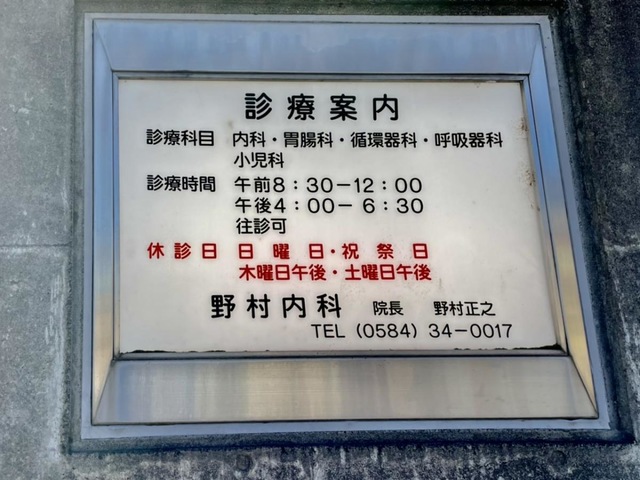 診療案内
診療科目 内科・胃腸科・循環器科・呼吸器科
小児科
診療時間 午前8：30－12：00
午後4：00－6：30
往診可
休診日 日曜日・祝祭日
木曜日午後・土曜日午後
野村内科 院長 野村正之
TEL（0584）34－0017